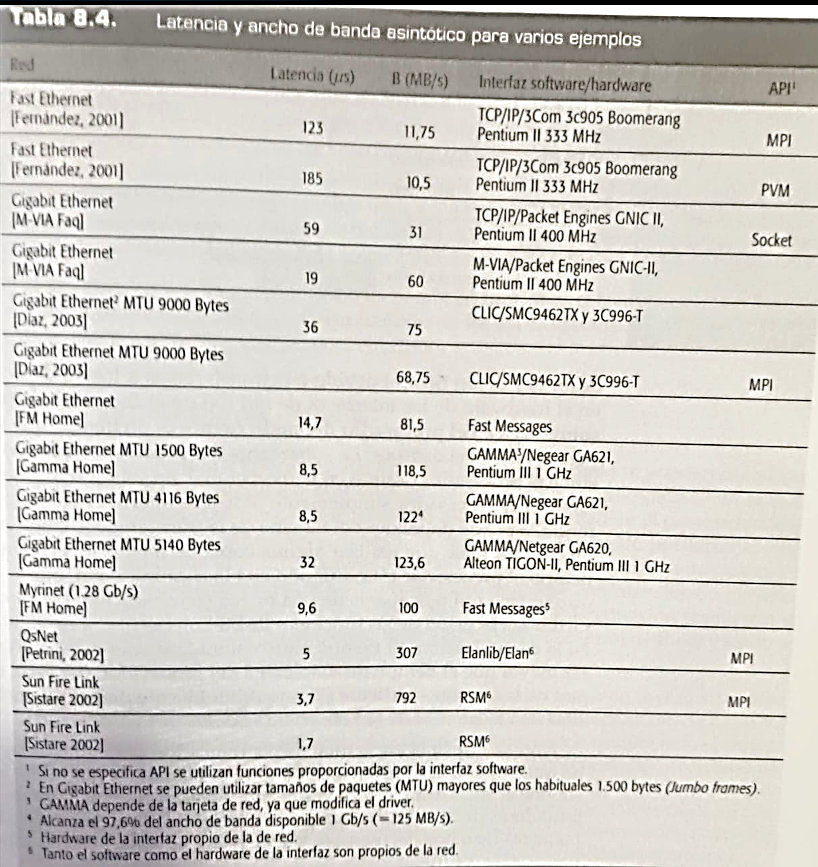 Tabla 8.4. Latencia y ancho de banda asintótico para varios ejemplos
Red Latencia (µs) B (MB/s) Interfaz software/hardware API¹
Fast Ethernet
[Fernández, 2001] 123 11,75 TCP/IP/3Com 3c905 Boomerang
Pentium II 333 MHz MPI
Fast Ethernet
[Fernández, 2001] 185 10,5 TCP/IP/3Com 3c905 Boomerang
Pentium II 333 MHz PVM
Gigabit Ethernet
[M-VIA Faq] 59 31 TCP/IP/Packet Engines GNIC II,
Pentium II 400 MHz Socket
Gigabit Ethernet
[M-VIA Faq] 19 60 M-VIA/Packet Engines GNIC-II,
Pentium II 400 MHz
Gigabit Ethernet² MTU 9000 Bytes
[Díaz, 2003] 36 75 CLIC/SMC9462TX y 3C996-T
Gigabit Ethernet MTU 9000 Bytes
[Díaz, 2003] 68,75 CLIC/SMC9462TX y 3C996-T MPI
Gigabit Ethernet
[FM Home] 14,7 81,5 Fast Messages
Gigabit Ethernet MTU 1500 Bytes
[Gamma Home] 8,5 118,5 GAMMA³/Negear GA621,
Pentium III 1 GHz
Gigabit Ethernet MTU 4116 Bytes
[Gamma Home] 8,5 122⁴ GAMMA/Negear GA621,
Pentium III 1 GHz
Gigabit Ethernet MTU 5140 Bytes
[Gamma Home] 32 123,6 GAMMA/Netgear GA620,
Alteon TIGON-II, Pentium III 1 GHz
Myrinet (1.28 Gb/s)
[FM Home] 9,6 100 Fast Messages⁵
QsNet
[Petrini, 2002] 5 307 Elanlib/Elan⁶ MPI
Sun Fire Link
[Sistare 2002] 3,7 792 RSM⁶ MPI
Sun Fire Link
[Sistare 2002] 1,7 RSM⁶
¹ Si no se especifica API se utilizan funciones proporcionadas por la interfaz software.
² En Gigabit Ethernet se pueden utilizar tamaños de paquetes (MTU) mayores que los habituales 1.500 bytes (Jumbo frames).
³ GAMMA depende de la tarjeta de red, ya que modifica el driver.
⁴ Alcanza el 97,6% del ancho de banda disponible 1 Gb/s (= 125 MB/s).
⁵ Hardware de la interfaz propio de la de red.
⁶ Tanto el software como el hardware de la interfaz son propios de la red.